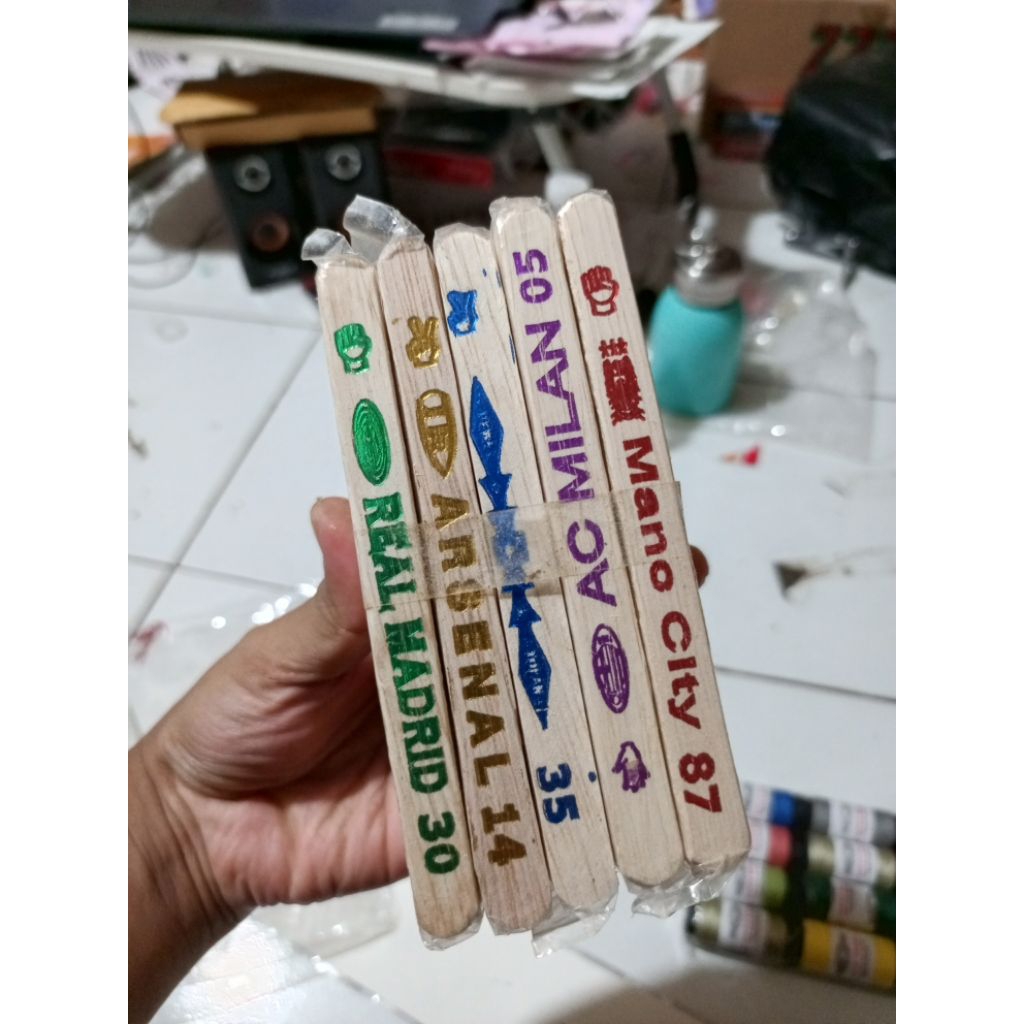 REAL MADRID 30
ARSENAL 14
35
AC MILAN 05
Mano CIty 87